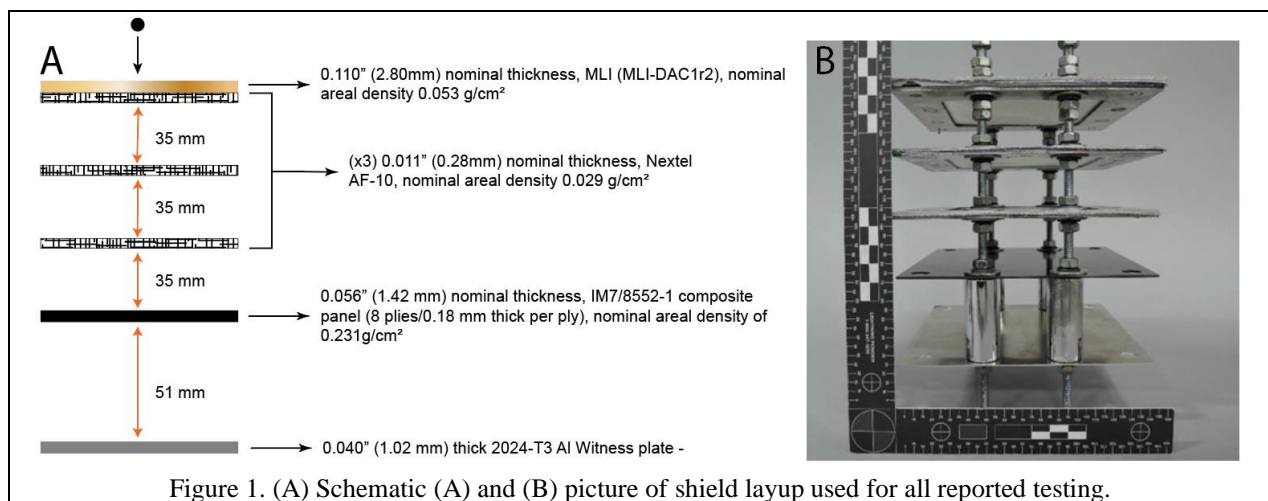 A
0.110” (2.80mm) nominal thickness, MLI (MLI-DAC1r2), nominal
areal density 0.053 g/cm²
35 mm
(x3) 0.011” (0.28mm) nominal thickness, Nextel
AF-10, nominal areal density 0.029 g/cm²
35 mm
35 mm
0.056” (1.42 mm) nominal thickness, IM7/8552-1 composite
panel (8 plies/0.18 mm thick per ply), nominal areal density of
0.231g/cm²
51 mm
0.040” (1.02 mm) thick 2024-T3 Al Witness plate -
B
Figure 1. (A) Schematic (A) and (B) picture of shield layup used for all reported testing.